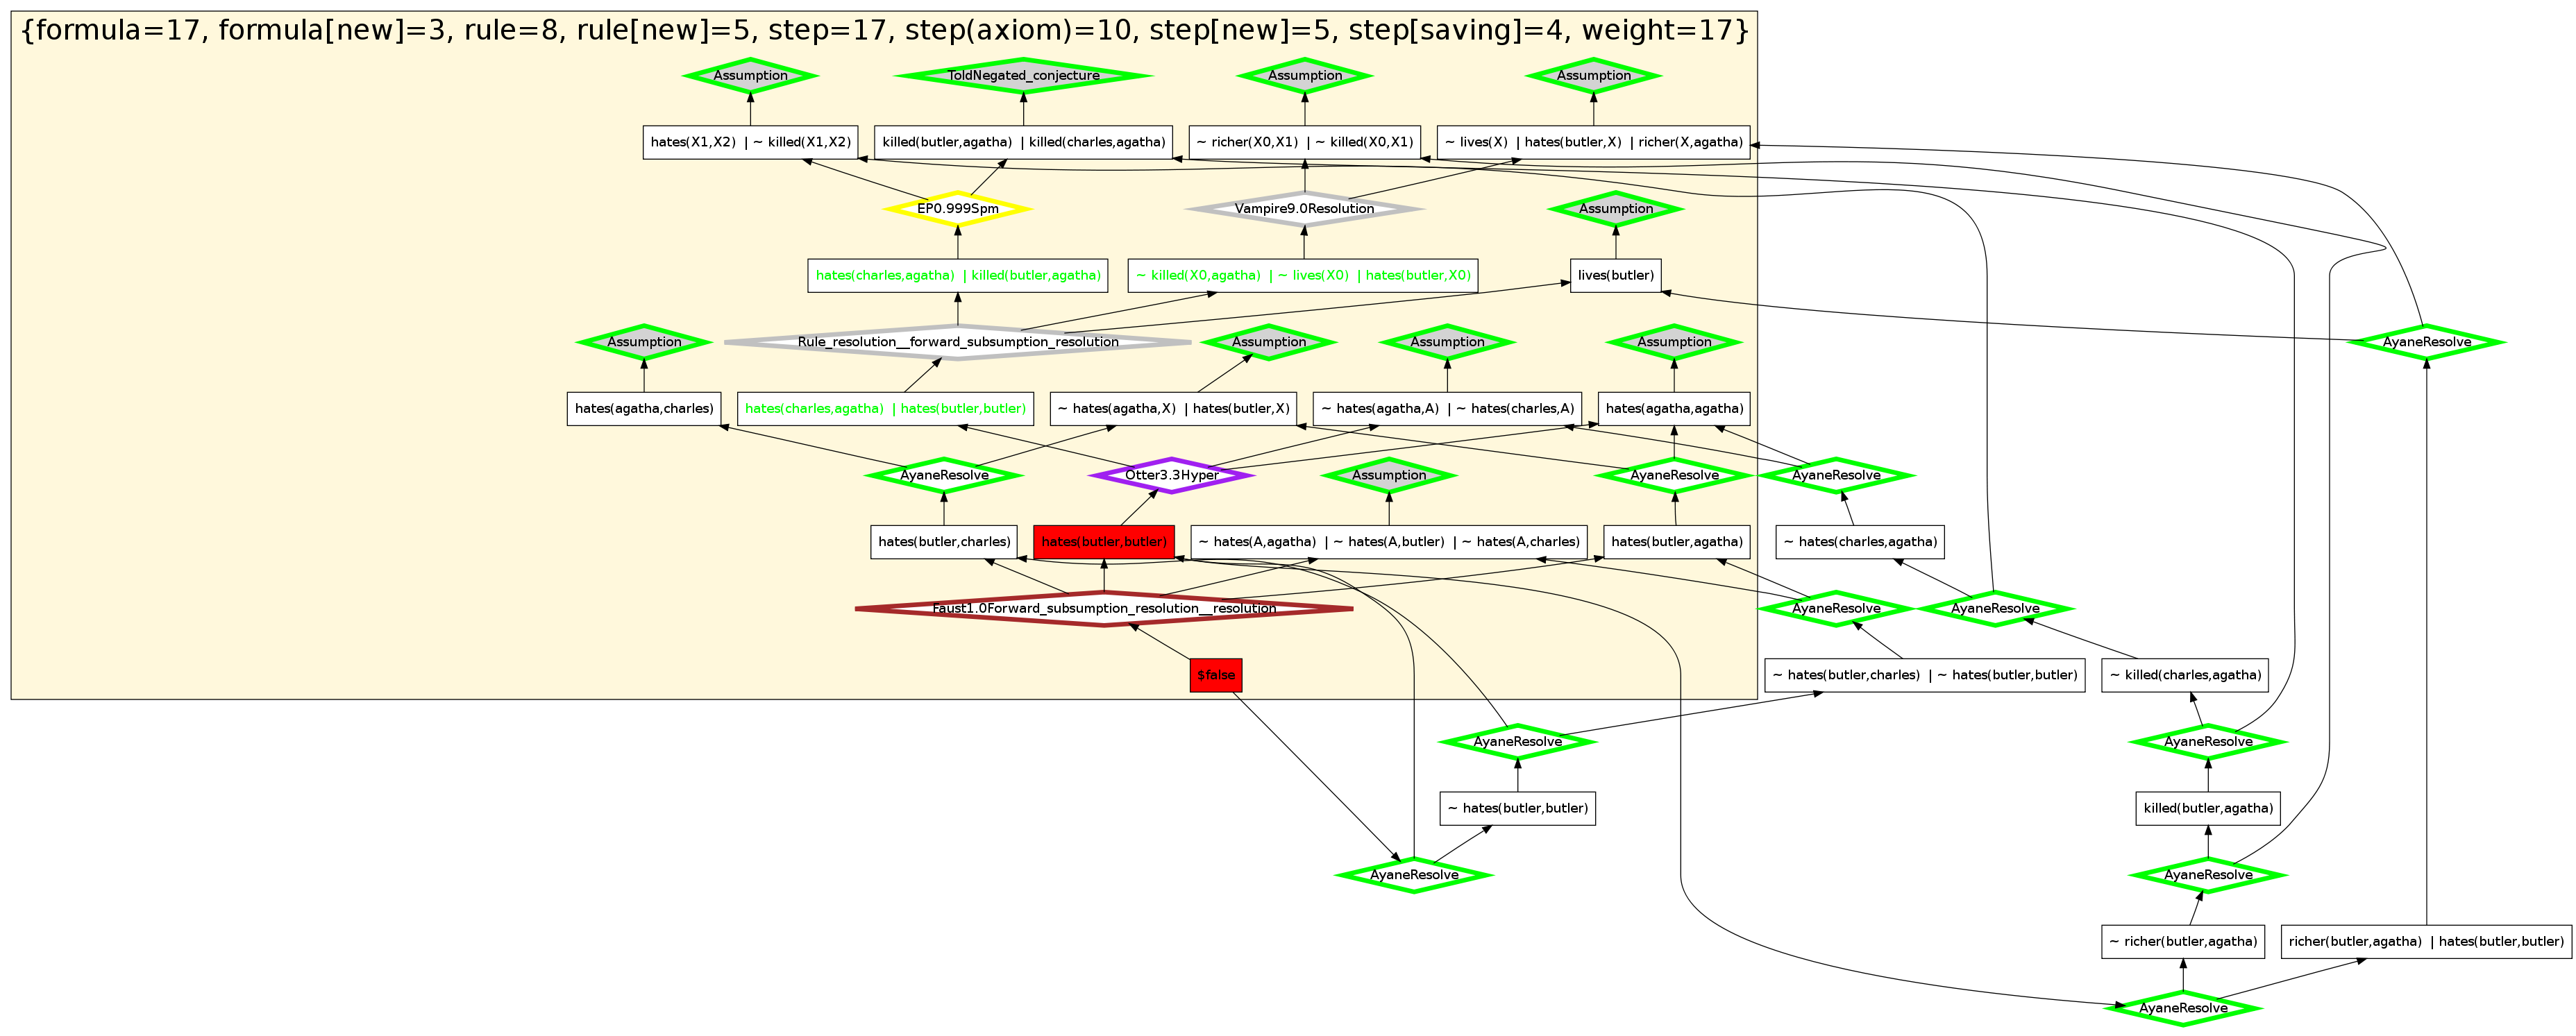 {formula=17, formula[new]=3, rule=8, rule[new]=5, step=17, step(axiom)=10, step[new]=5, step[saving]=4, weight=17}
Assumption
ToldNegated_conjecture
Assumption
Assumption
hates(X1,X2) | ~ killed(X1,X2)
killed(butler,agatha) | killed(charles,agatha)
~ richer(X0,X1) | ~ killed(X0,X1)
~ lives(X) | hates(butler,X) | richer(X,agatha)
EP0.999Spm
Vampire9.0Resolution
Assumption
hates(charles,agatha) | killed(butler,agatha)
~ killed(X0,agatha) | ~ lives(X0) | hates(butler,X0)
lives(butler)
Assumption
Rule_resolution__forward_subsumption_resolution
Assumption
Assumption
Assumption
AyaneResolve
hates(agatha,charles)
hates(charles,agatha) | hates(butler,butler)
~ hates(agatha,X) | hates(butler,X)
~ hates(agatha,A) | ~ hates(charles,A)
hates(agatha,agatha)
AyaneResolve
Otter3.3Hyper
Assumption
AyaneResolve
AyaneResolve
hates(butler,charles)
hates(butler,butler)
~ hates(A,agatha) | ~ hates(A,butler) | ~ hates(A,charles)
hates(butler,agatha)
~ hates(charles,agatha)
Faust1.0Forward_subsumption_resolution__resolution
AyaneResolve
AyaneResolve
$false
~ hates(butler,charles) | ~ hates(butler,butler)
~ killed(charles,agatha)
AyaneResolve
AyaneResolve
~ hates(butler,butler)
killed(butler,agatha)
AyaneResolve
AyaneResolve
~ richer(butler,agatha)
richer(butler,agatha) | hates(butler,butler)
AyaneResolve